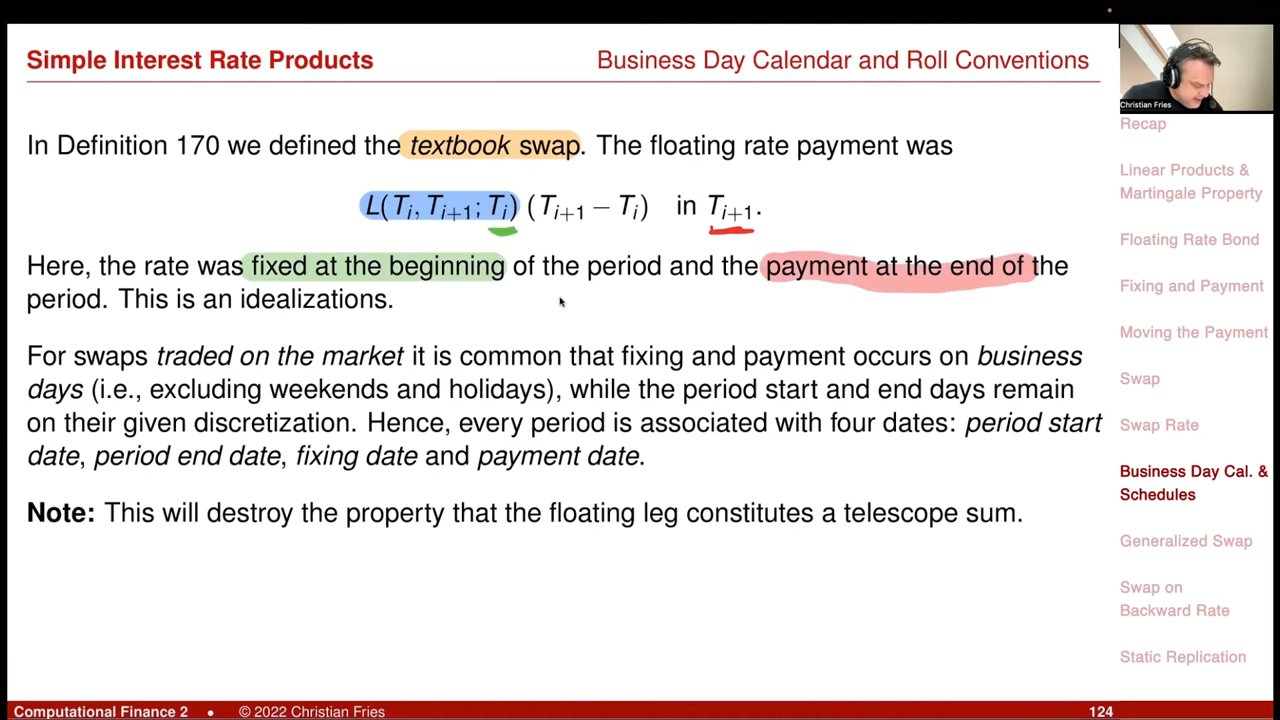 Simple Interest Rate Products
Business Day Calendar and Roll Conventions
Christian Fries
In Definition 170 we defined the textbook swap. The floating rate payment was
L(Tᵢ, Tᵢ₊₁; Tᵢ) (Tᵢ₊₁ − Tᵢ) in Tᵢ₊₁.
Here, the rate was fixed at the beginning of the period and the payment at the end of the
period. This is an idealizations.
For swaps traded on the market it is common that fixing and payment occurs on business
days (i.e., excluding weekends and holidays), while the period start and end days remain
on their given discretization. Hence, every period is associated with four dates: period start
date, period end date, fixing date and payment date.
Note: This will destroy the property that the floating leg constitutes a telescope sum.
Recap
Linear Products &
Martingale Property
Floating Rate Bond
Fixing and Payment
Moving the Payment
Swap
Swap Rate
Business Day Cal. &
Schedules
Generalized Swap
Swap on
Backward Rate
Static Replication
Computational Finance 2 • © 2022 Christian Fries
124